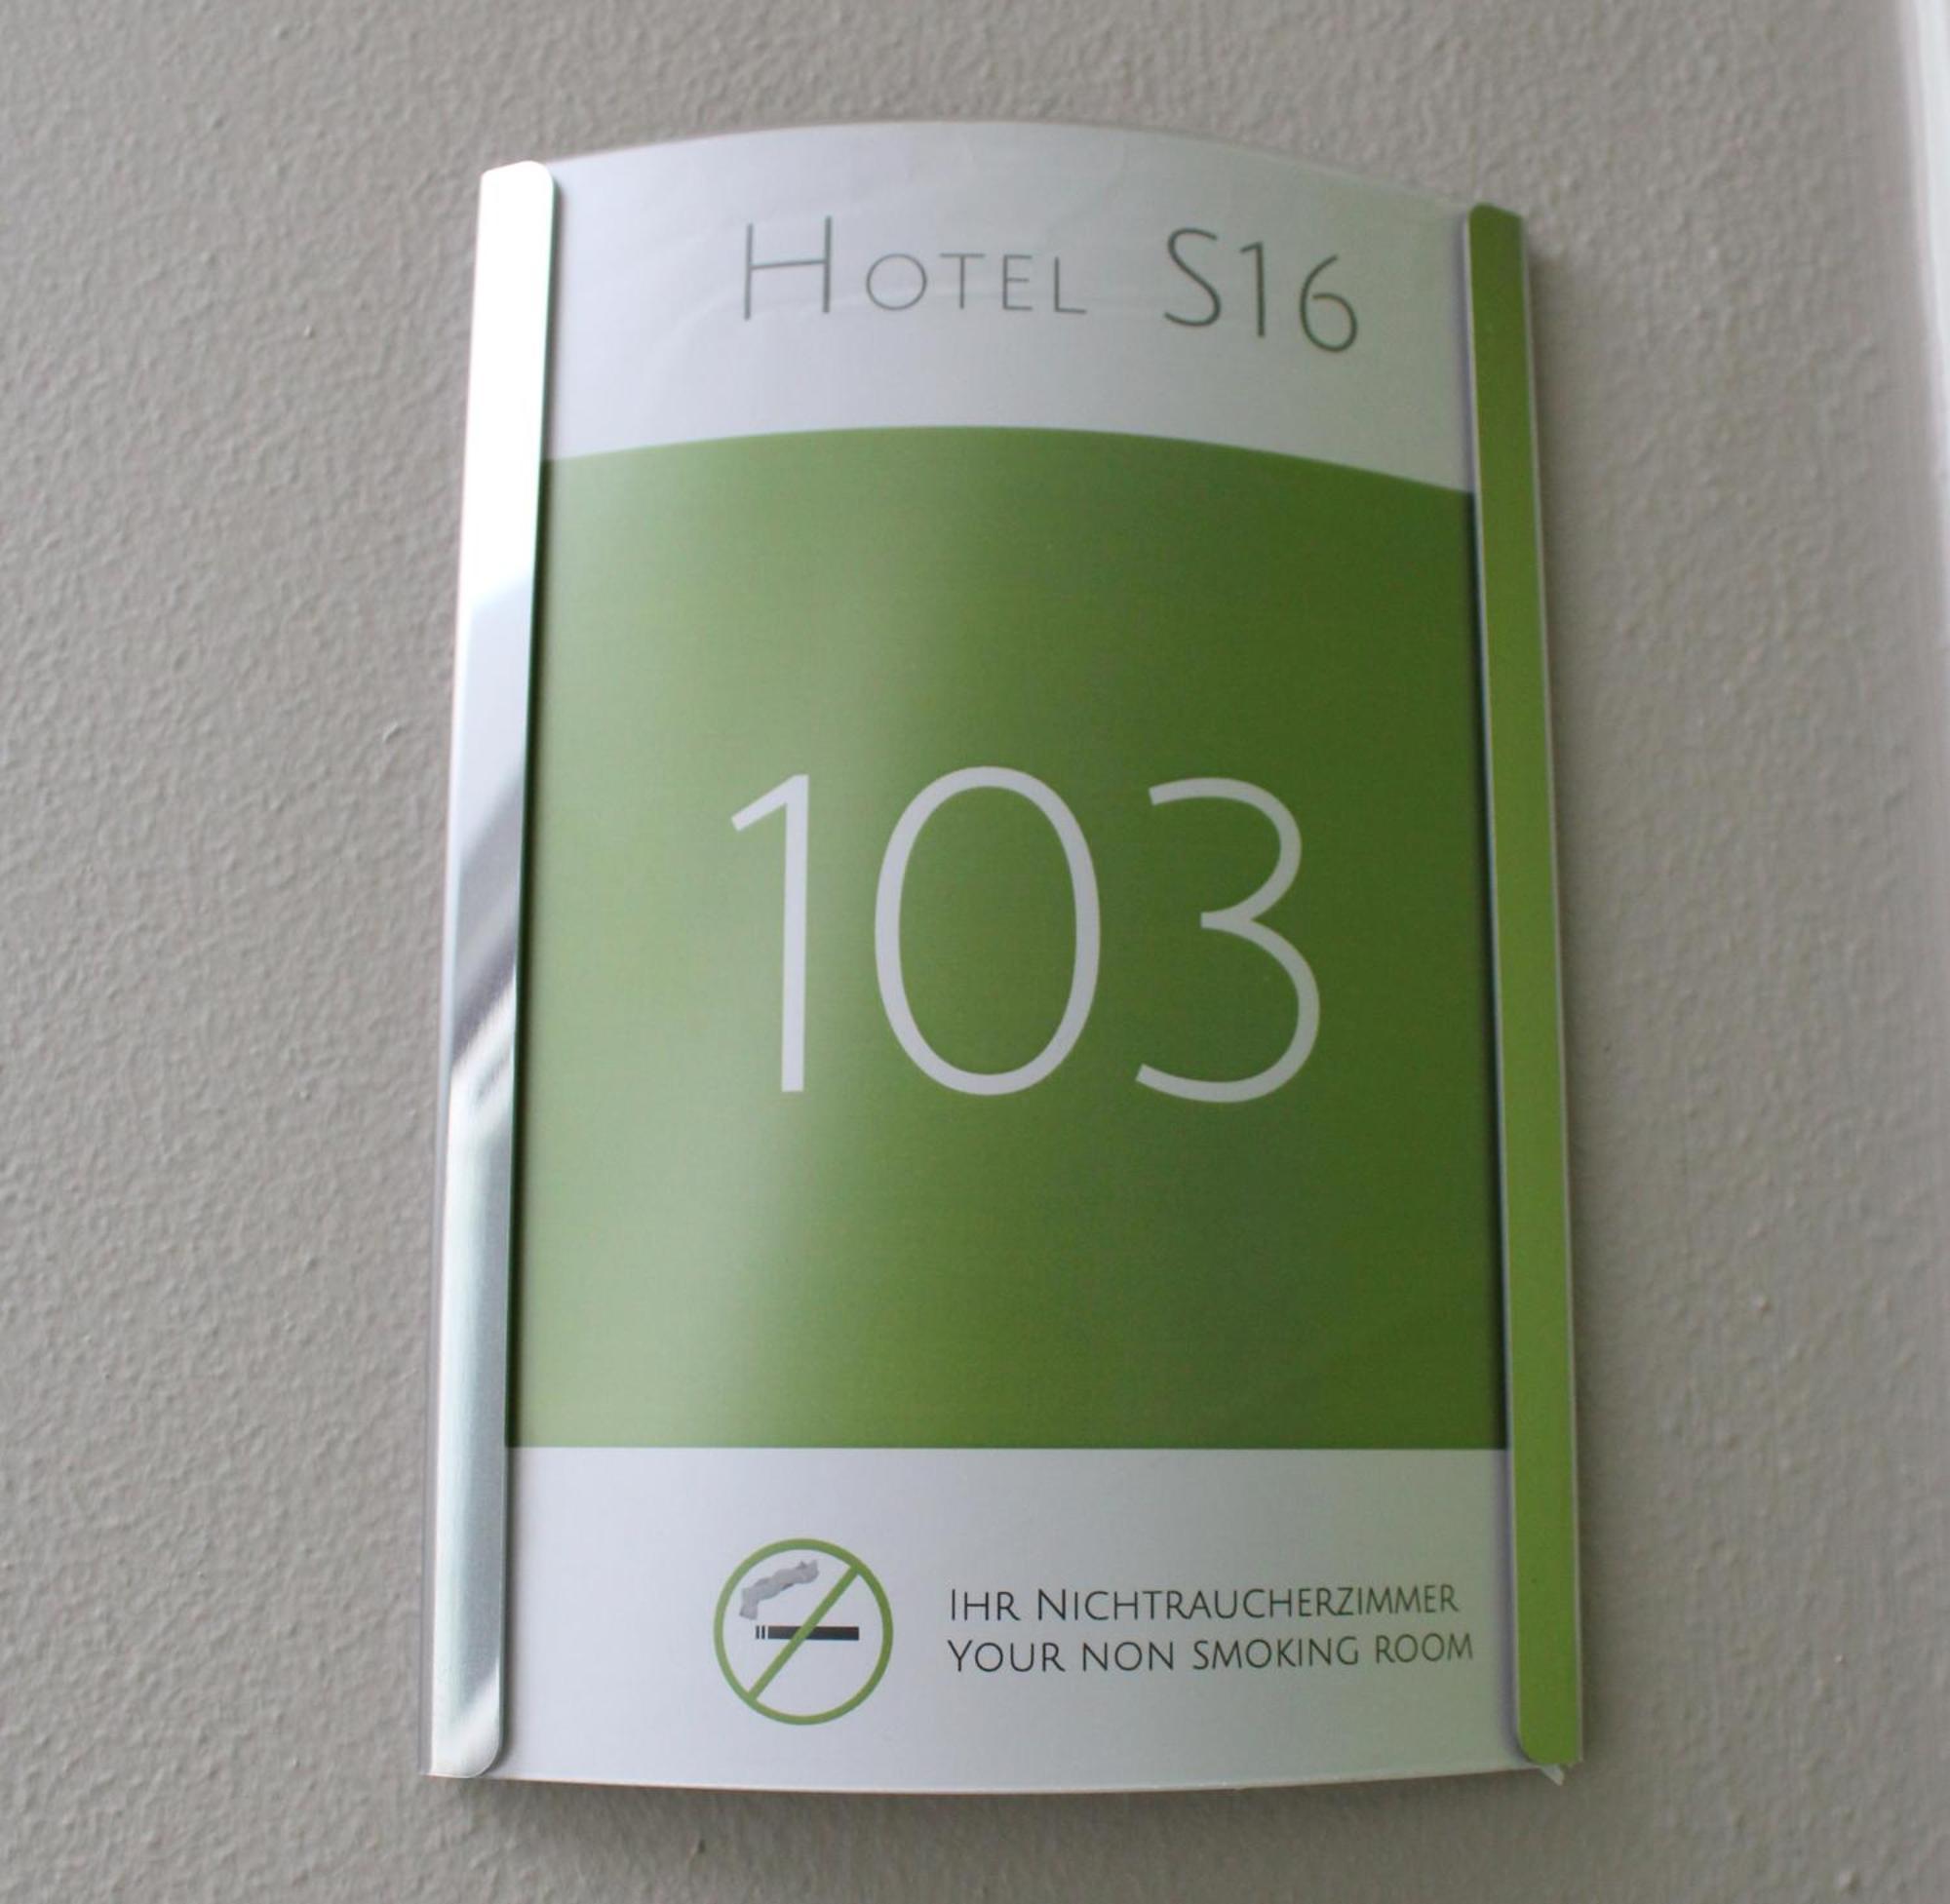 HOTEL S16
103
IHR NICHTRAUCHERZIMMER
YOUR NON SMOKING ROOM